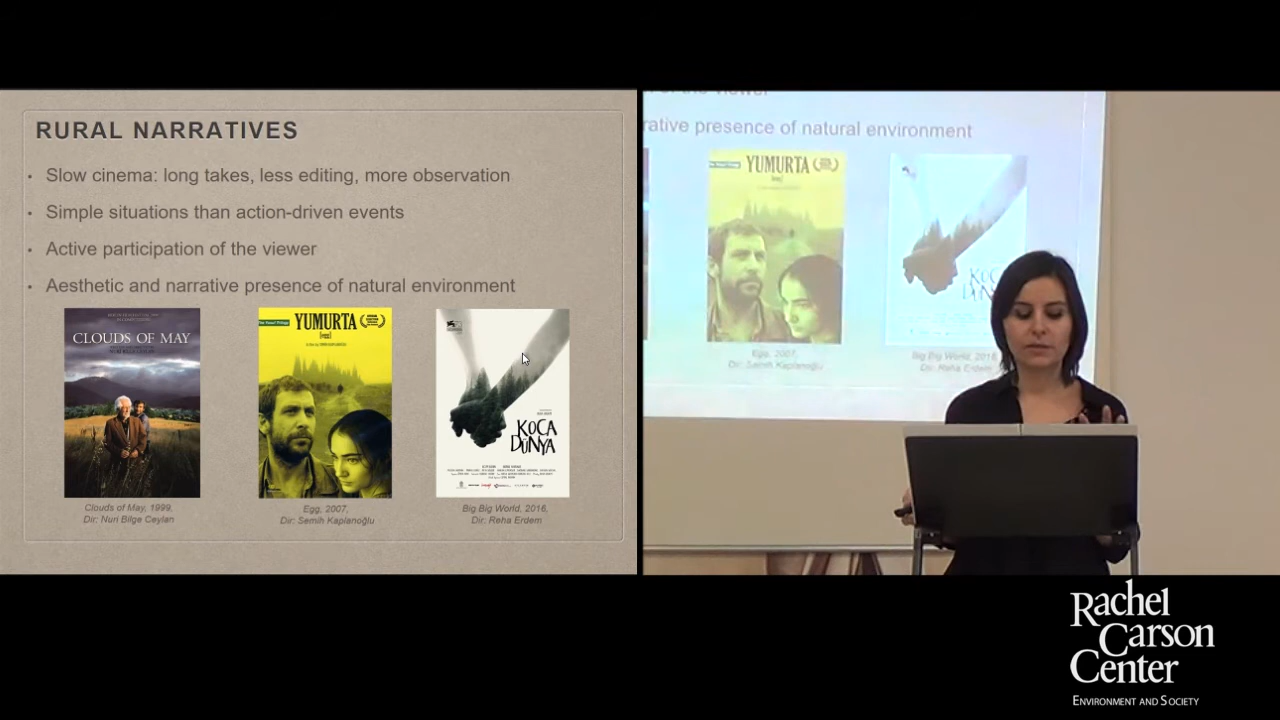 RURAL NARRATIVES
• Slow cinema: long takes, less editing, more observation
• Simple situations than action-driven events
• Active participation of the viewer
• Aesthetic and narrative presence of natural environment
CLOUDS OF MAY
NURI BILGE CEYLAN
YUMURTA
KOCA
DÜNYA
Clouds of May, 1999,
Dir: Nuri Bilge Ceylan
Egg, 2007,
Dir: Semih Kaplanoğlu
Big Big World, 2016,
Dir: Reha Erdem
rative presence of natural environment
YUMURTA
Egg, 2007,
Dir: Semih Kaplanoğlu
Big Big World, 2016,
Dir: Reha Erdem
Rachel
Carson
Center
ENVIRONMENT AND SOCIETY